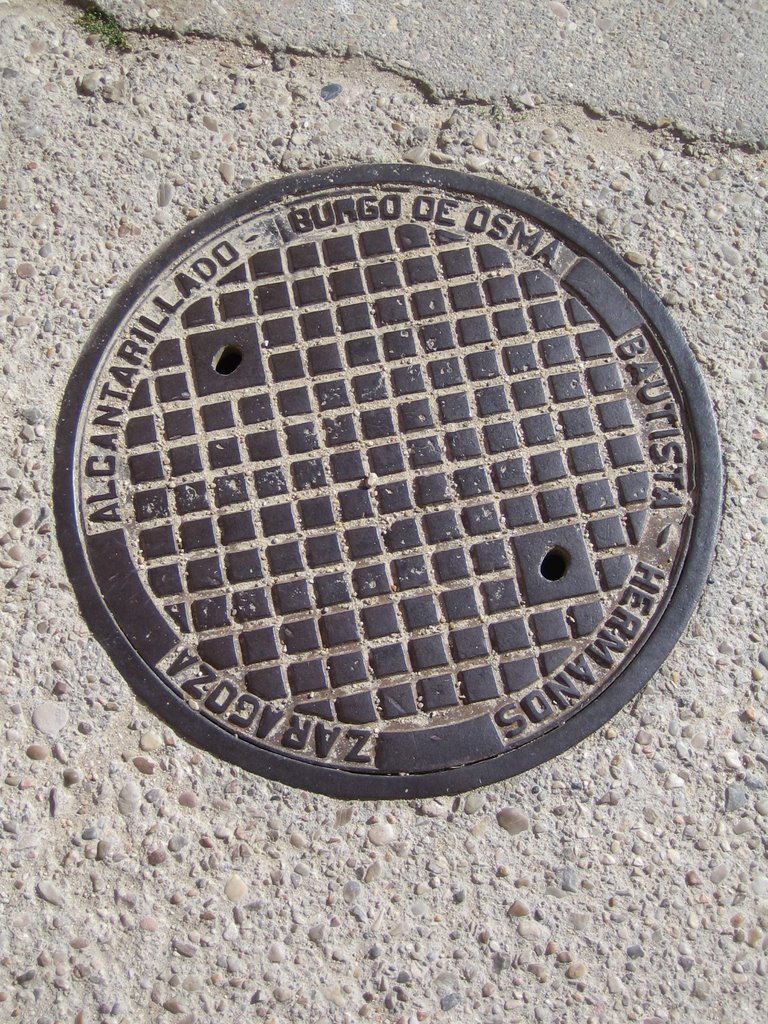 ALCANTARILLADO - BURGO DE OSMA
BAUTISTA - HERMANOS
ZARAGOZA